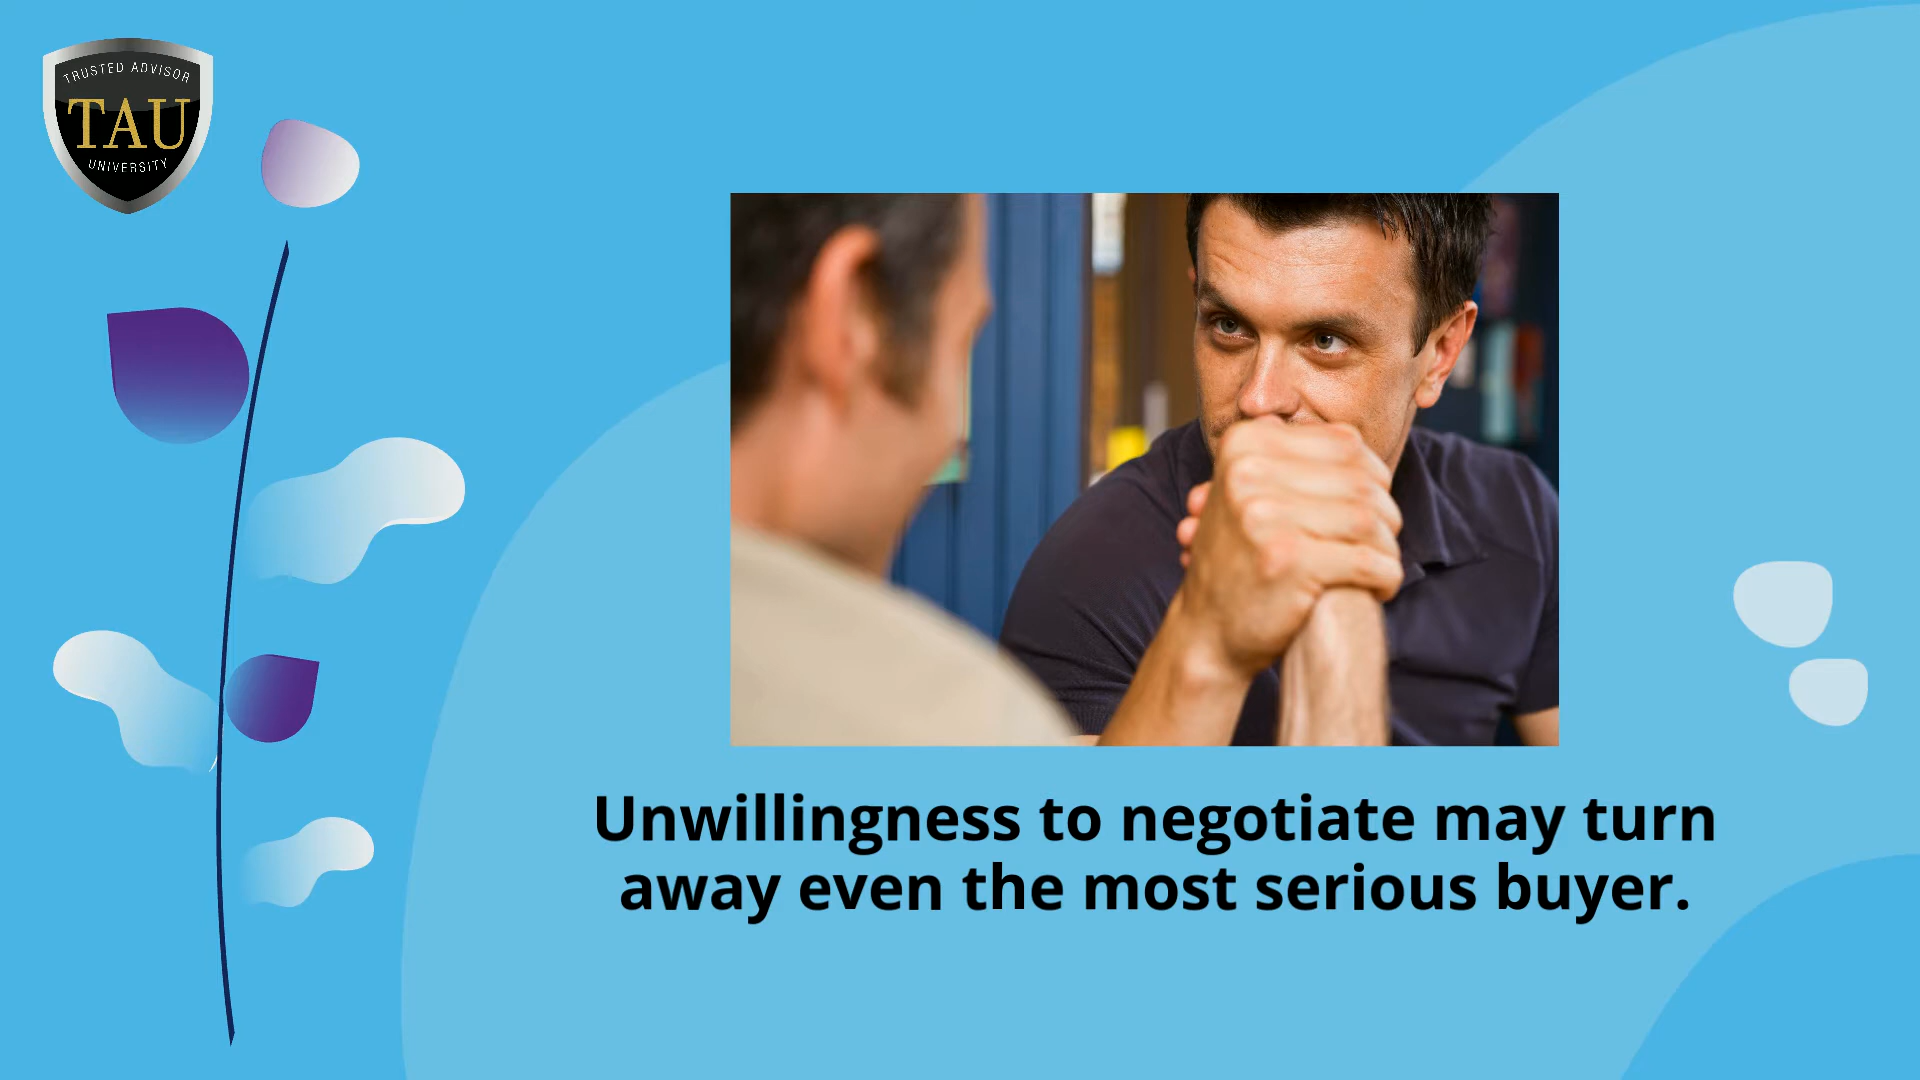 TRUSTED ADVISOR
TAU
UNIVERSITY
Unwillingness to negotiate may turn
away even the most serious buyer.